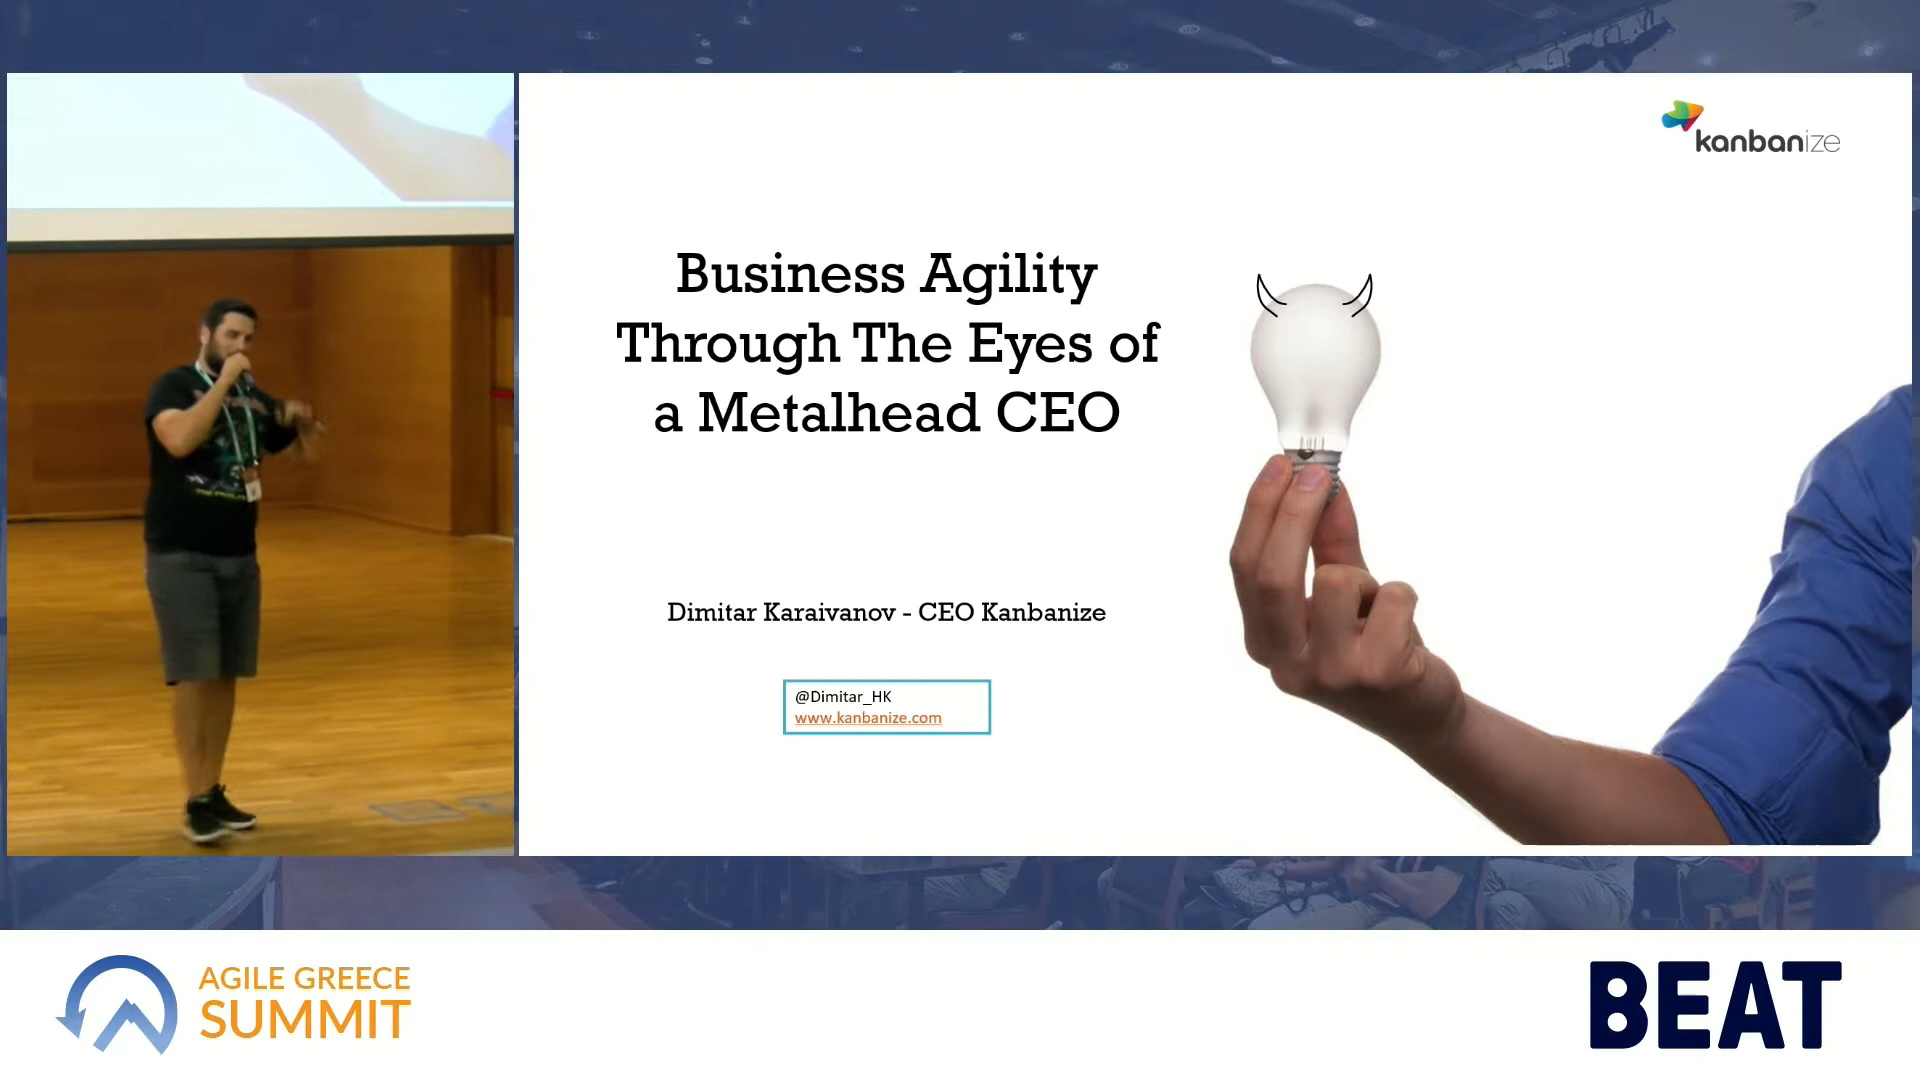 kanbanize
Business Agility
Through The Eyes of
a Metalhead CEO
Dimitar Karaivanov - CEO Kanbanize
@Dimitar_HK
www.kanbanize.com
AGILE GREECE
SUMMIT
BEAT